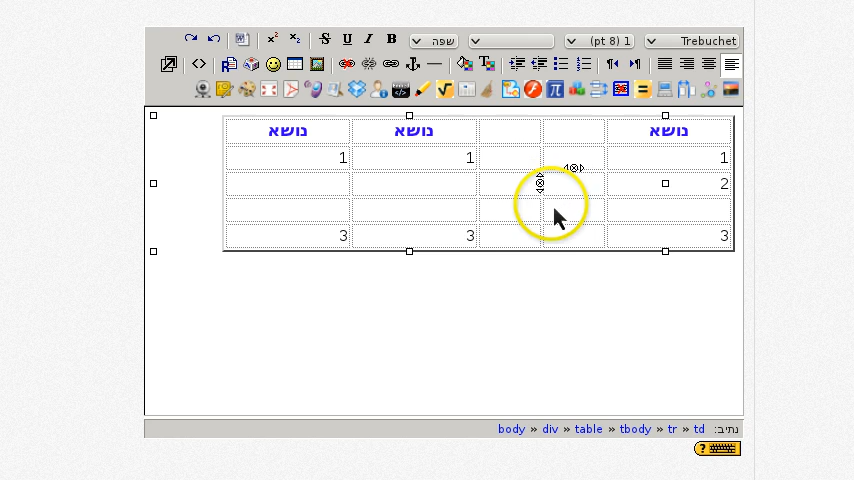 Trebuchet 1 (8 pt) שפה B I U S x₂ x²
נושא נושא נושא
1 1 1
2
3 3 3
נתיב: body » div » table » tbody » tr » td
?